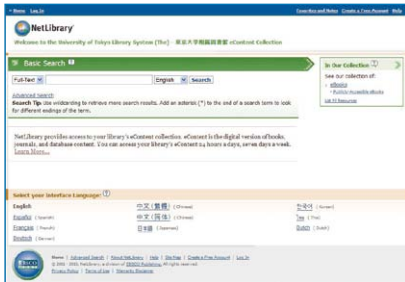 Home Log In Favorites and Notes Create a Free Account Help
NetLibrary
Welcome to the University of Tokyo Library System (The) - 東京大学附属図書館 eContent Collection
Basic Search
Full-Text English Search
Advanced Search
Search Tip: Use wildcarding to retrieve more search results. Add an asterisk (*) to the end of a search term to look
for different endings of the term.
In Our Collection
See our collection of:
eBooks
Publicly-Accessible eBooks
List All Resources
NetLibrary provides access to your library's eContent collection. eContent is the digital version of books,
journals, and database content. You can access your library's eContent 24 hours a day, seven days a week.
Learn More...
Select your Interface Language:
English 中文(繁體) (Chinese) 한국어 (Korean)
Español (Spanish) 中文(简体) (Chinese) ไทย (Thai)
Français (French) 日本語 (Japanese) Dutch (Dutch)
Deutsch (German)
Home | Advanced Search | About NetLibrary | Help | Site Map | Create a Free Account | Log In
NetLibrary, a division of EBSCO Publishing. All rights reserved.
Privacy Policy | Terms of Use |
EBSCO